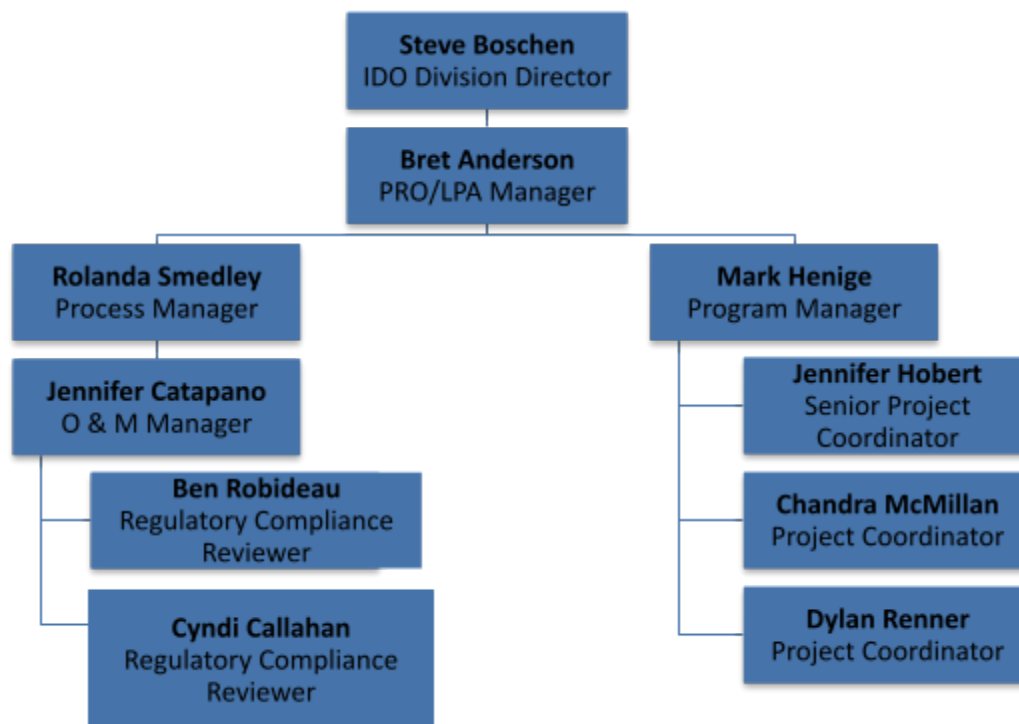 Steve Boschen
IDO Division Director
Bret Anderson
PRO/LPA Manager
Rolanda Smedley
Process Manager
Mark Henige
Program Manager
Jennifer Catapano
O & M Manager
Jennifer Hobert
Senior Project
Coordinator
Ben Robideau
Regulatory Compliance
Reviewer
Chandra McMillan
Project Coordinator
Cyndi Callahan
Regulatory Compliance
Reviewer
Dylan Renner
Project Coordinator